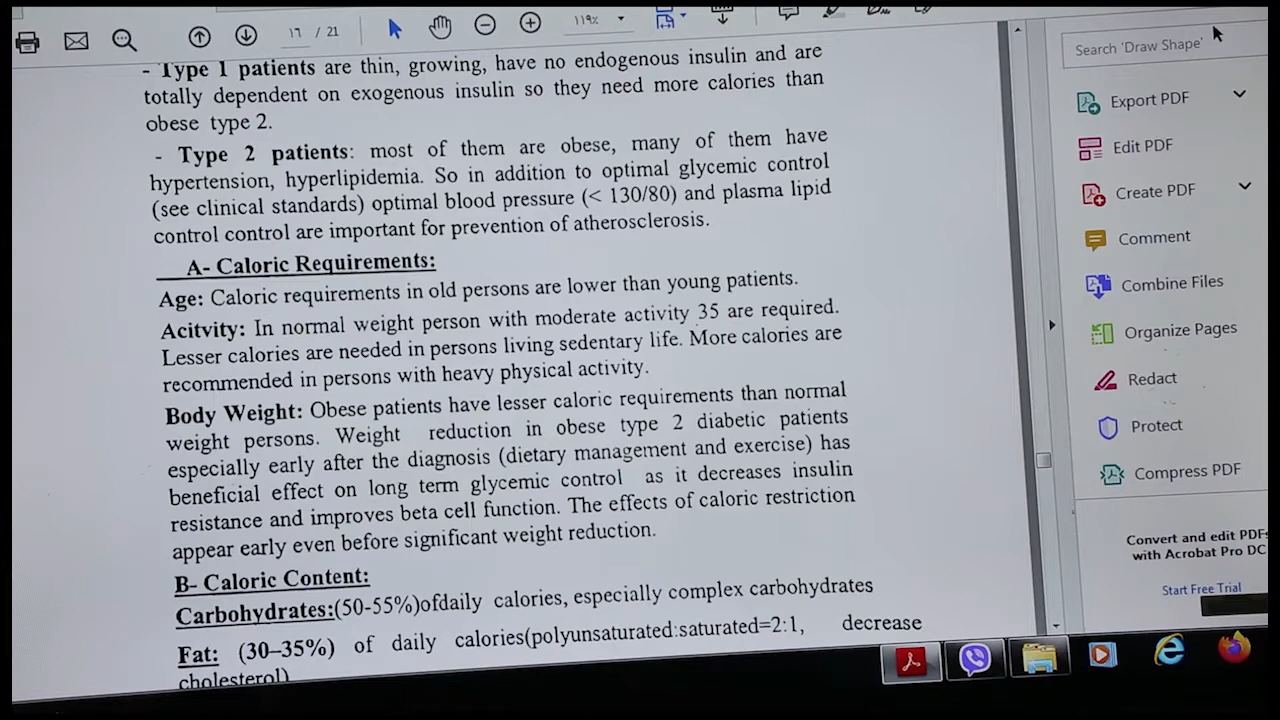 ١٦ / 21
١١٩%
- Type 1 patients are thin, growing, have no endogenous insulin and are
totally dependent on exogenous insulin so they need more calories than
obese type 2.
- Type 2 patients: most of them are obese, many of them have
hypertension, hyperlipidemia. So in addition to optimal glycemic control
(see clinical standards) optimal blood pressure (< 130/80) and plasma lipid
control control are important for prevention of atherosclerosis.
A- Caloric Requirements:
Age: Caloric requirements in old persons are lower than young patients.
Acitvity: In normal weight person with moderate activity 35 are required.
Lesser calories are needed in persons living sedentary life. More calories are
recommended in persons with heavy physical activity.
Body Weight: Obese patients have lesser caloric requirements than normal
weight persons. Weight reduction in obese type 2 diabetic patients
especially early after the diagnosis (dietary management and exercise) has
beneficial effect on long term glycemic control as it decreases insulin
resistance and improves beta cell function. The effects of caloric restriction
appear early even before significant weight reduction.
B- Caloric Content:
Carbohydrates:(50-55%)ofdaily calories, especially complex carbohydrates
Fat: (30–35%) of daily calories(polyunsaturated:saturated=2:1, decrease
cholesterol)
Search 'Draw Shape'
Export PDF
Edit PDF
Create PDF
Comment
Combine Files
Organize Pages
Redact
Protect
Compress PDF
Convert and edit PDFs
with Acrobat Pro DC
Start Free Trial